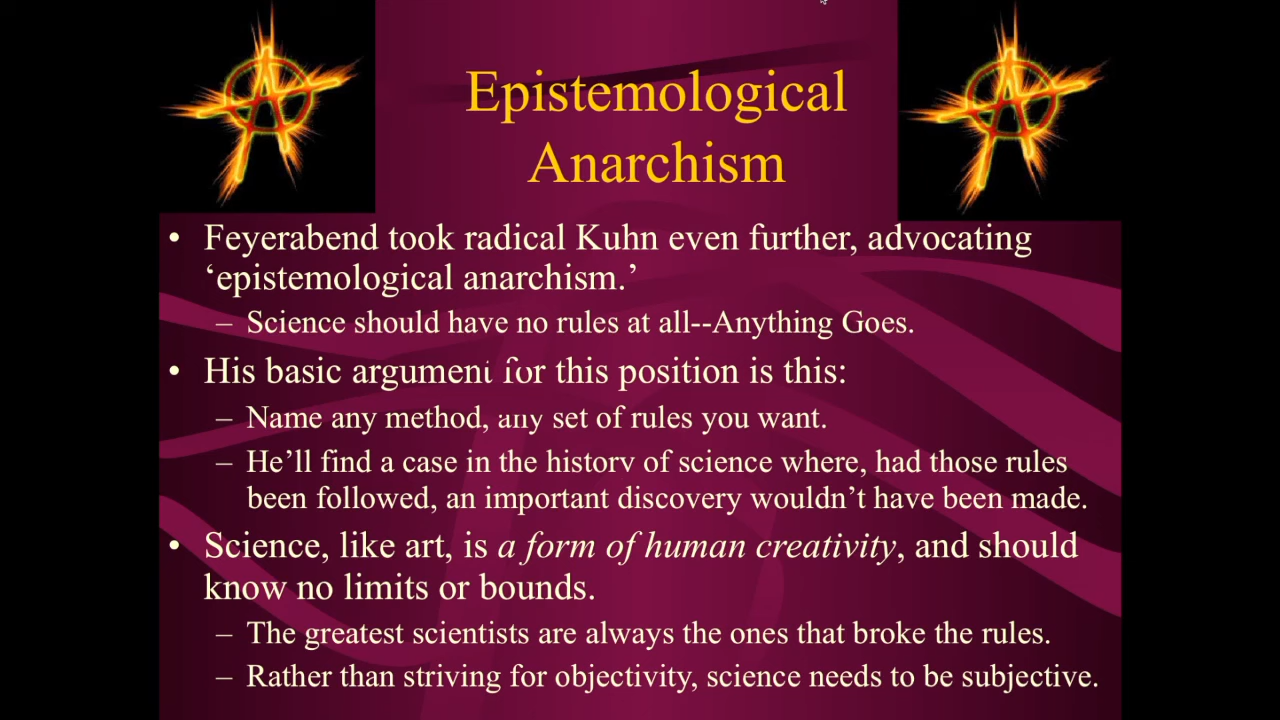 Epistemological
Anarchism
• Feyerabend took radical Kuhn even further, advocating
‘epistemological anarchism.’
– Science should have no rules at all--Anything Goes.
• His basic argument for this position is this:
– Name any method, any set of rules you want.
– He’ll find a case in the history of science where, had those rules
been followed, an important discovery wouldn’t have been made.
• Science, like art, is a form of human creativity, and should
know no limits or bounds.
– The greatest scientists are always the ones that broke the rules.
– Rather than striving for objectivity, science needs to be subjective.